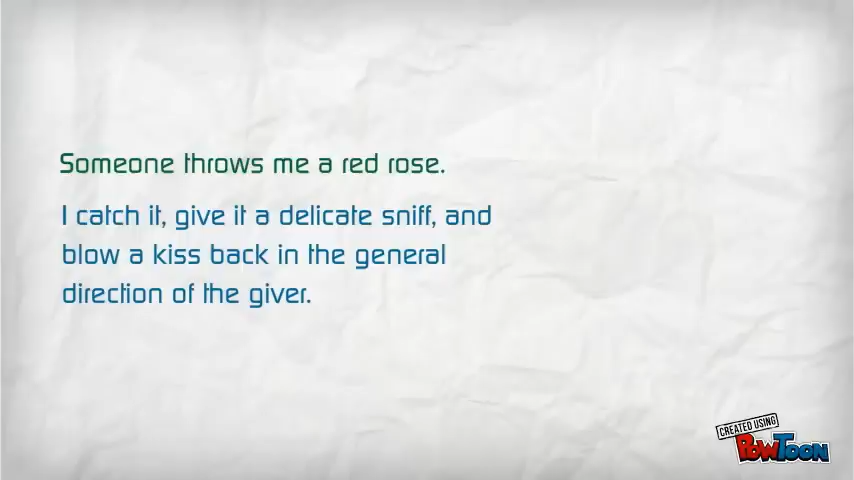 Someone throws me a red rose.
I catch it, give it a delicate sniff, and
blow a kiss back in the general
direction of the giver.
CREATED USING
POWTOON